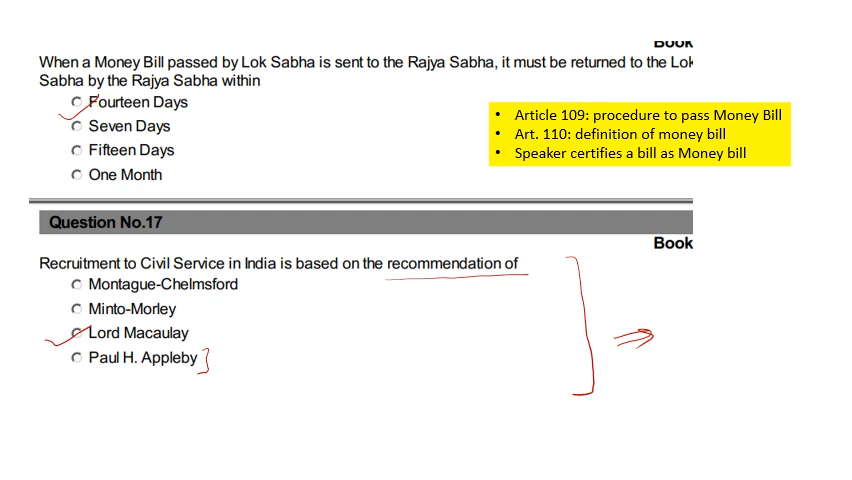 Book
When a Money Bill passed by Lok Sabha is sent to the Rajya Sabha, it must be returned to the Lok
Sabha by the Rajya Sabha within
Fourteen Days
Seven Days
Fifteen Days
One Month
• Article 109: procedure to pass Money Bill
• Art. 110: definition of money bill
• Speaker certifies a bill as Money bill
Question No.17
Book
Recruitment to Civil Service in India is based on the recommendation of
Montague-Chelmsford
Minto-Morley
Lord Macaulay
Paul H. Appleby